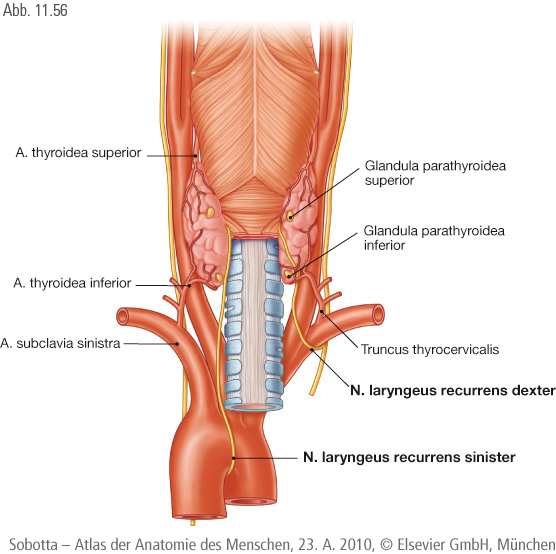 Abb. 11.56
A. thyroidea superior
Glandula parathyroidea
superior
Glandula parathyroidea
inferior
A. thyroidea inferior
A. subclavia sinistra
Truncus thyrocervicalis
N. laryngeus recurrens dexter
N. laryngeus recurrens sinister
Sobotta – Atlas der Anatomie des Menschen, 23. A. 2010, © Elsevier GmbH, München